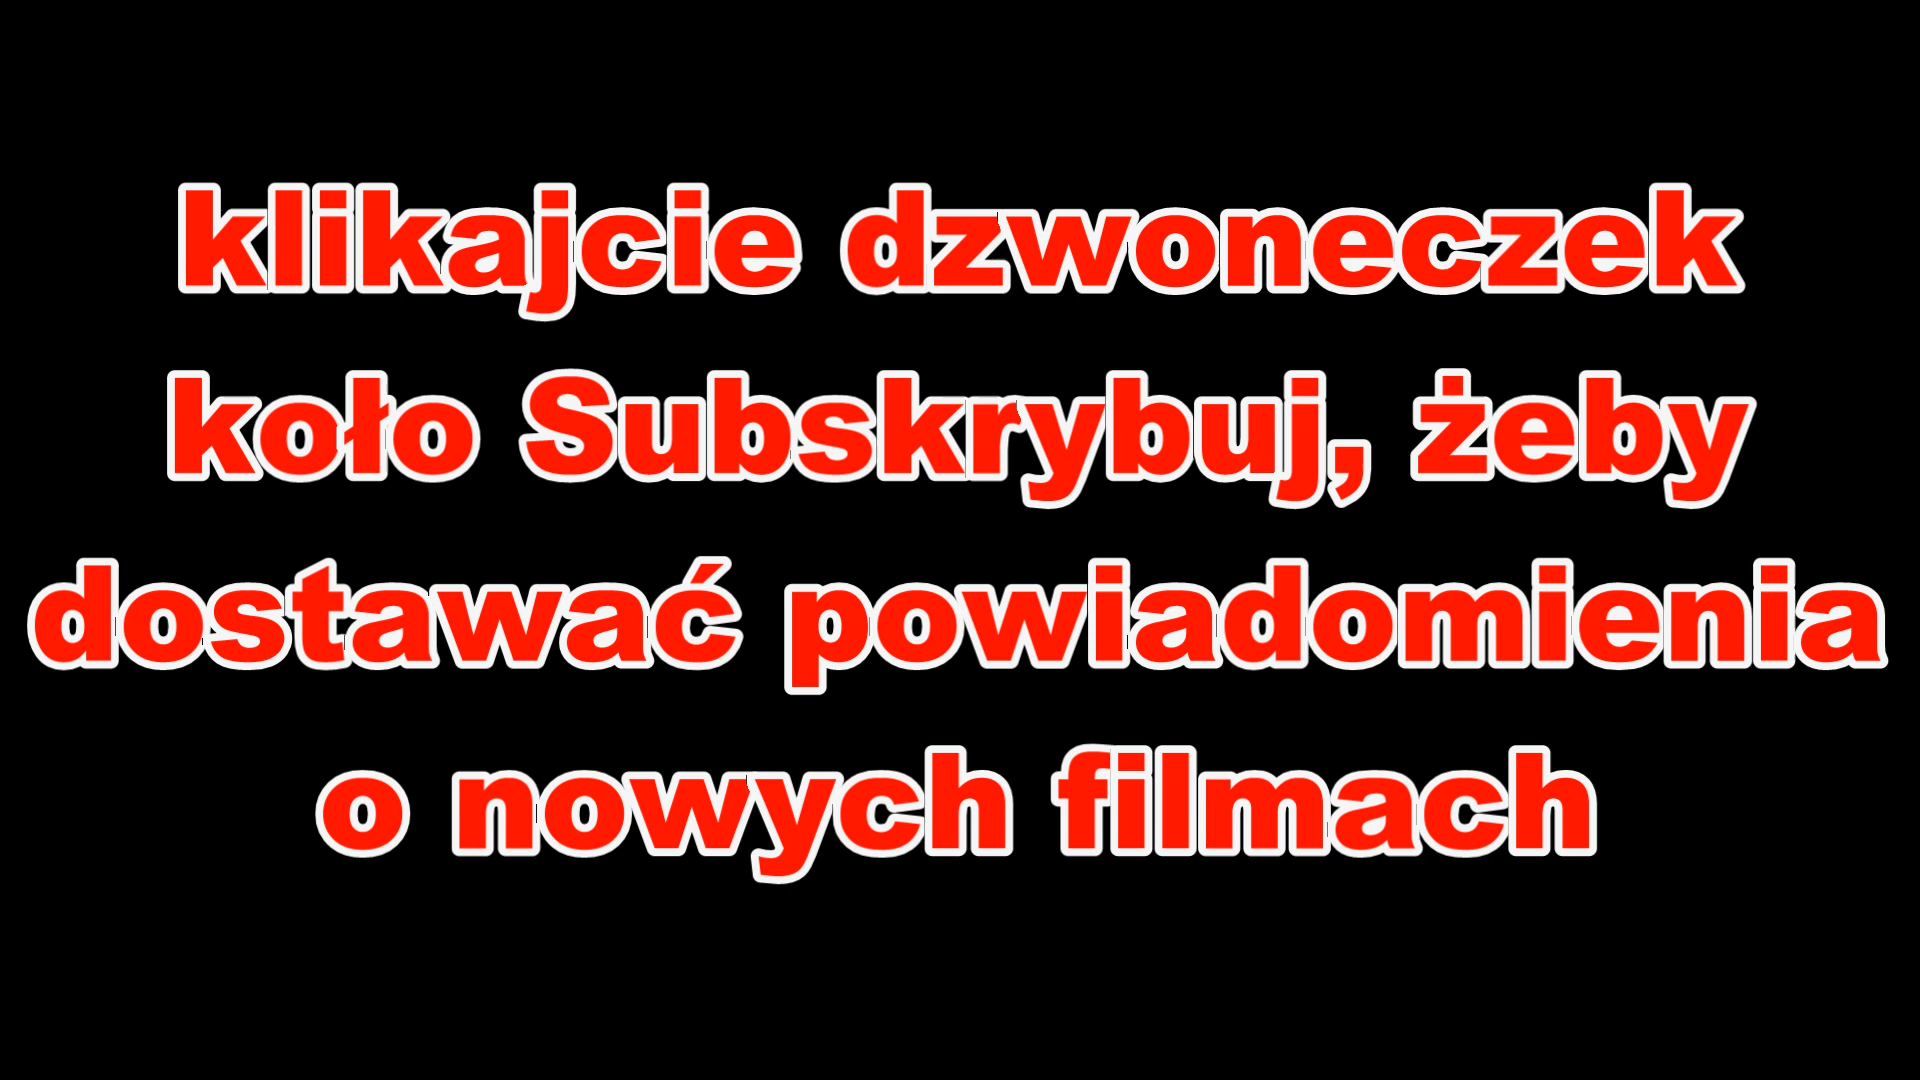 klikajcie dzwoneczek
koło Subskrybuj, żeby
dostawać powiadomienia
o nowych filmach